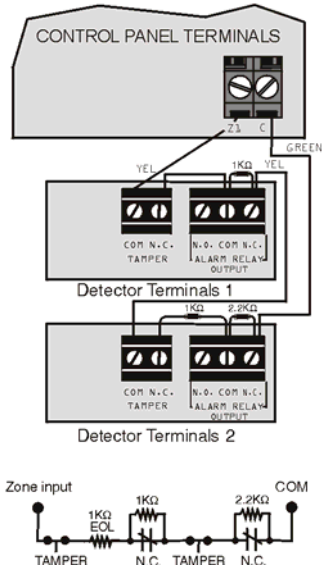 CONTROL PANEL TERMINALS
Z1 C
GREEN
YEL
1KΩ
YEL
COM N.C.
TAMPER
N.O. COM N.C.
ALARM RELAY
OUTPUT
Detector Terminals 1
1KΩ
2.2KΩ
COM N.C.
TAMPER
N.O. COM N.C.
ALARM RELAY
OUTPUT
Detector Terminals 2
Zone input
COM
1KΩ
EOL
1KΩ
2.2KΩ
TAMPER
N.C.
TAMPER
N.C.